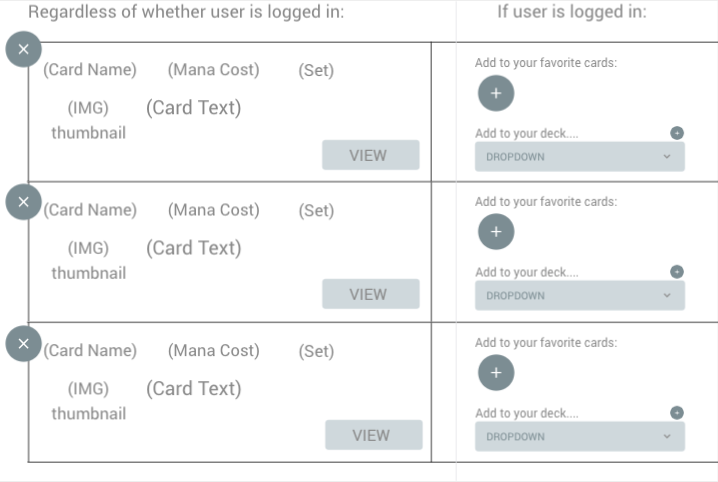 Regardless of whether user is logged in:
If user is logged in:
(Card Name) (Mana Cost) (Set)
(IMG) (Card Text)
thumbnail
VIEW
Add to your favorite cards:
Add to your deck....
DROPDOWN
(Card Name) (Mana Cost) (Set)
(IMG) (Card Text)
thumbnail
VIEW
Add to your favorite cards:
Add to your deck....
DROPDOWN
(Card Name) (Mana Cost) (Set)
(IMG) (Card Text)
thumbnail
VIEW
Add to your favorite cards:
Add to your deck....
DROPDOWN